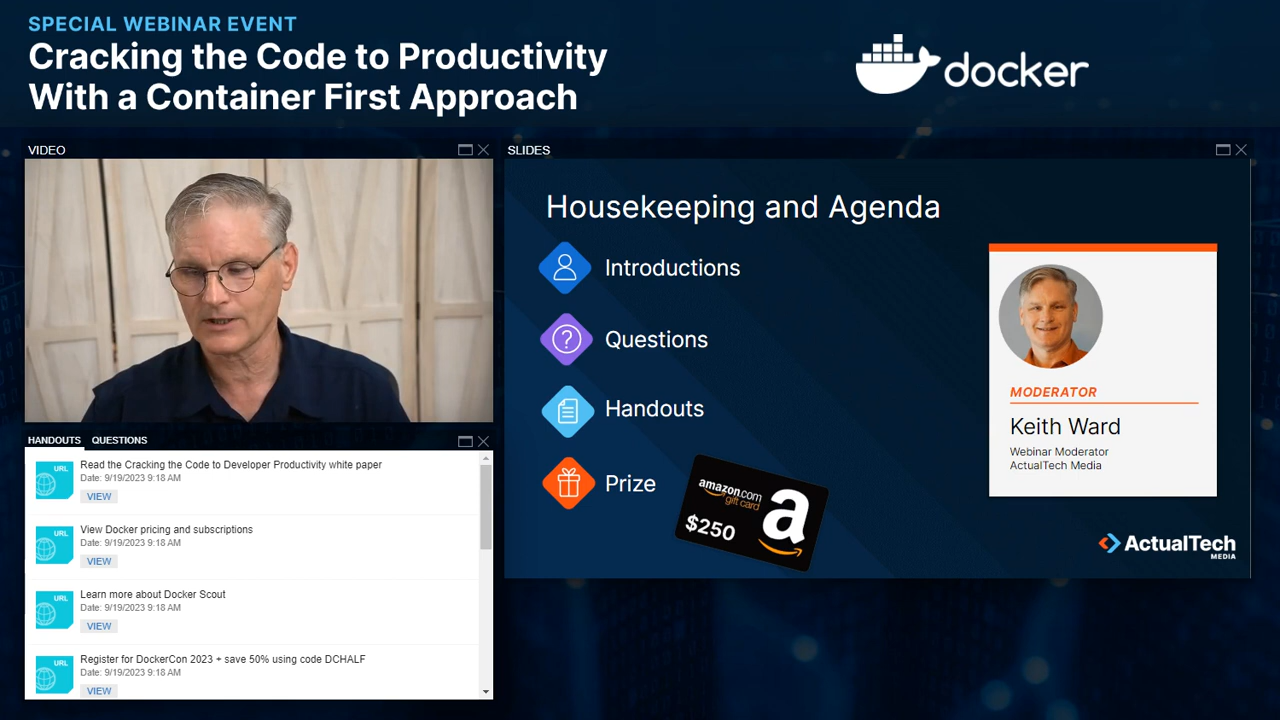 SPECIAL WEBINAR EVENT
Cracking the Code to Productivity
With a Container First Approach
docker
VIDEO
SLIDES
Housekeeping and Agenda
Introductions
Questions
Handouts
Prize
amazon.com
gift card
$250
a
MODERATOR
Keith Ward
Webinar Moderator
ActualTech Media
ActualTech
MEDIA
HANDOUTS QUESTIONS
URL
Read the Cracking the Code to Developer Productivity white paper
Date: 9/19/2023 9:18 AM
VIEW
URL
View Docker pricing and subscriptions
Date: 9/19/2023 9:18 AM
VIEW
URL
Learn more about Docker Scout
Date: 9/19/2023 9:18 AM
VIEW
URL
Register for DockerCon 2023 + save 50% using code DCHALF
Date: 9/19/2023 9:18 AM
VIEW